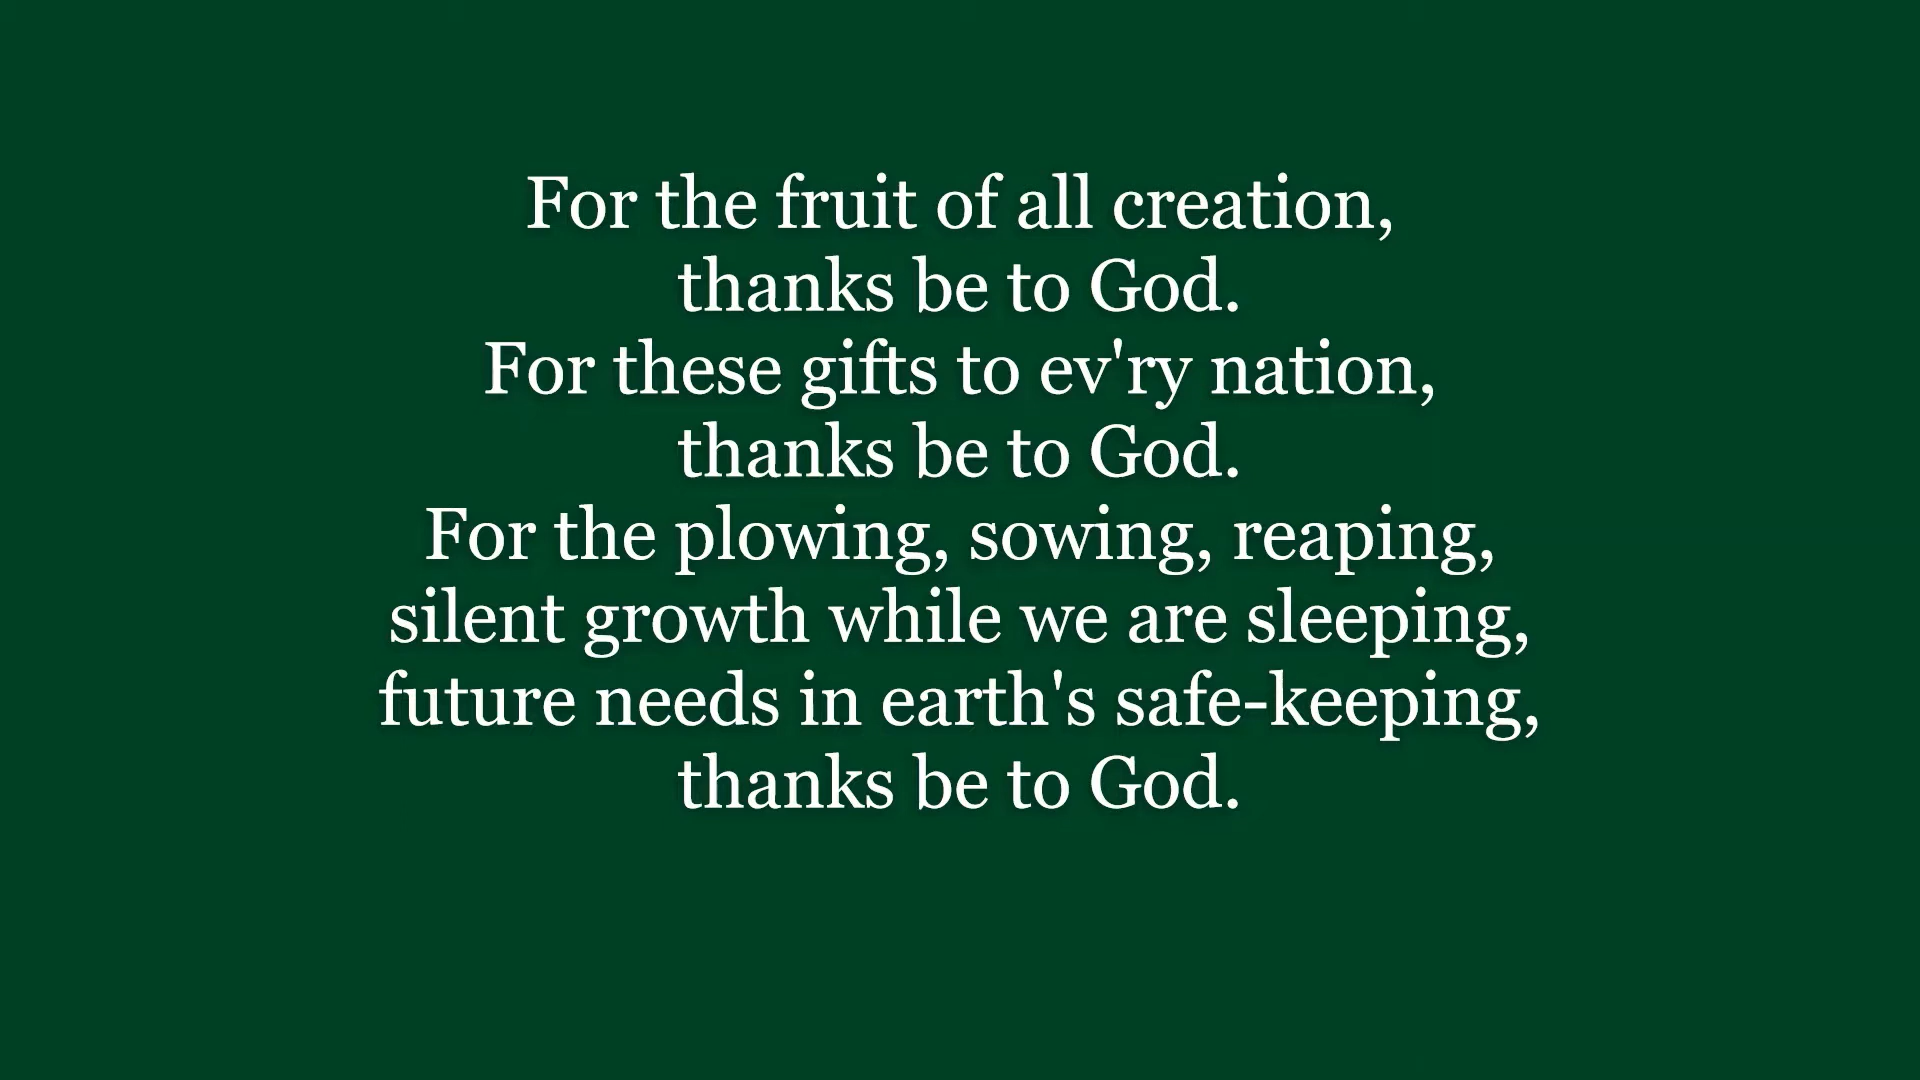 For the fruit of all creation,
thanks be to God.
For these gifts to ev'ry nation,
thanks be to God.
For the plowing, sowing, reaping,
silent growth while we are sleeping,
future needs in earth's safe-keeping,
thanks be to God.